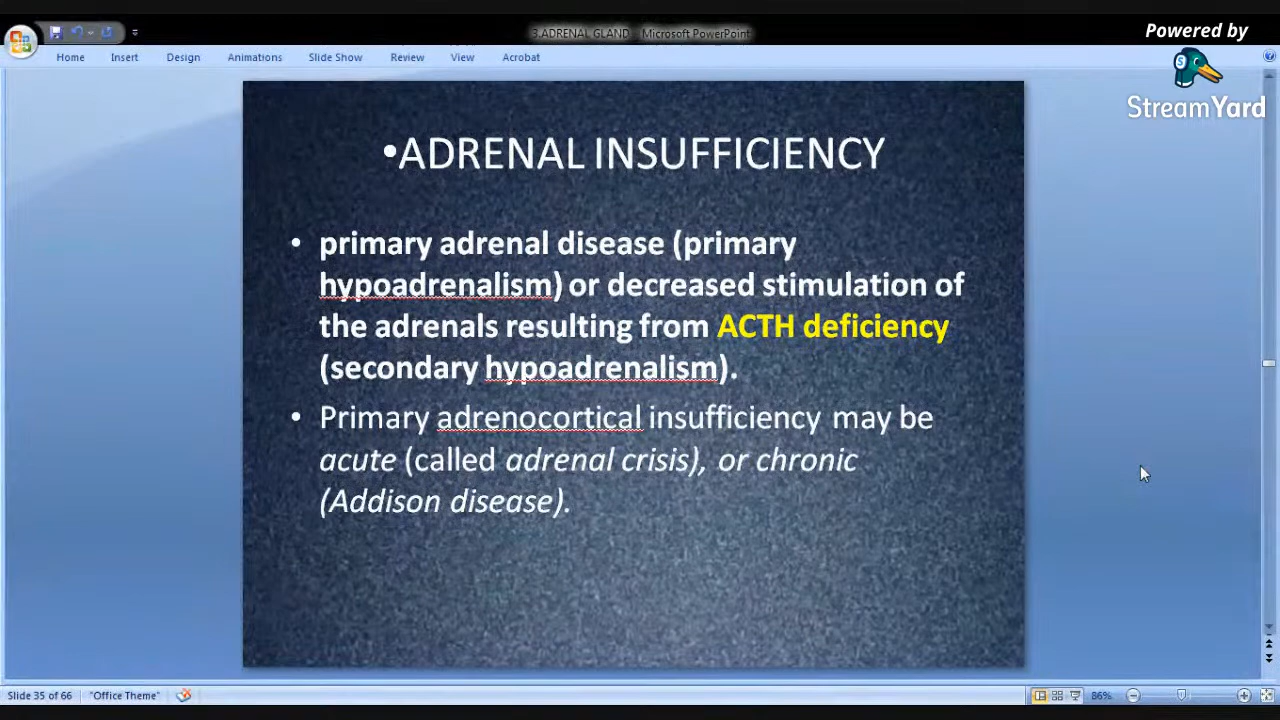 3.ADRENAL GLAND - Microsoft PowerPoint
Powered by
StreamYard
Home Insert Design Animations Slide Show Review View Acrobat
•ADRENAL INSUFFICIENCY
• primary adrenal disease (primary
hypoadrenalism) or decreased stimulation of
the adrenals resulting from ACTH deficiency
(secondary hypoadrenalism).
• Primary adrenocortical insufficiency may be
acute (called adrenal crisis), or chronic
(Addison disease).
Slide 35 of 66 "Office Theme" 86%